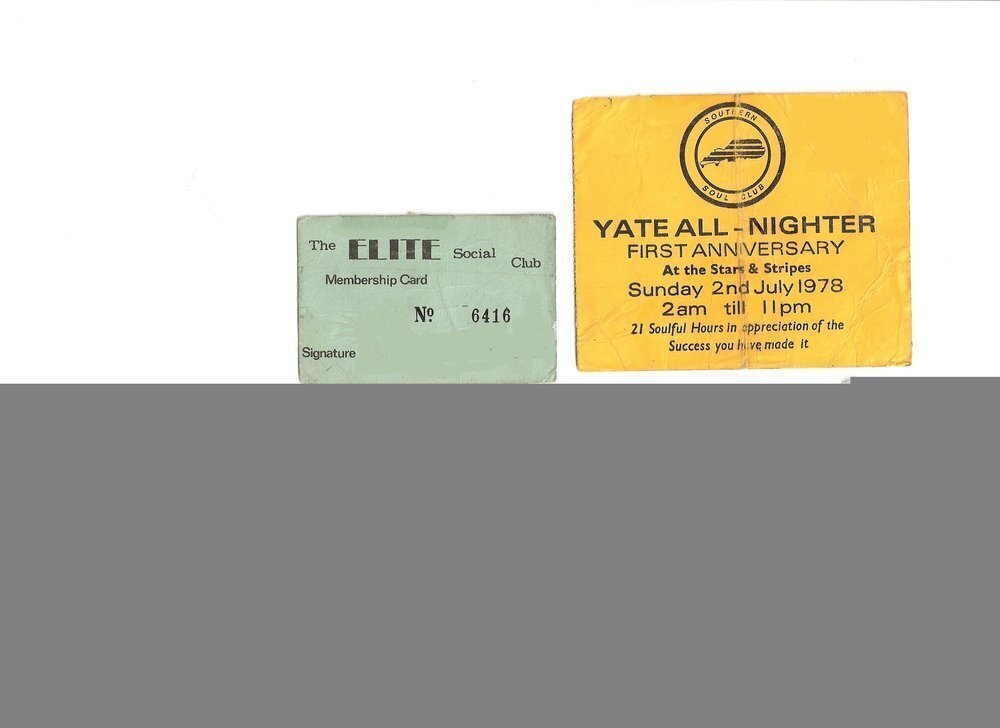 The ELITE Social Club
Membership Card
Nº 6416
Signature
SOUTHERN
SOUL CLUB
YATE ALL - NIGHTER
FIRST ANNIVERSARY
At the Stars & Stripes
Sunday 2nd July 1978
2am till 11pm
21 Soulful Hours in appreciation of the
Success you have made it